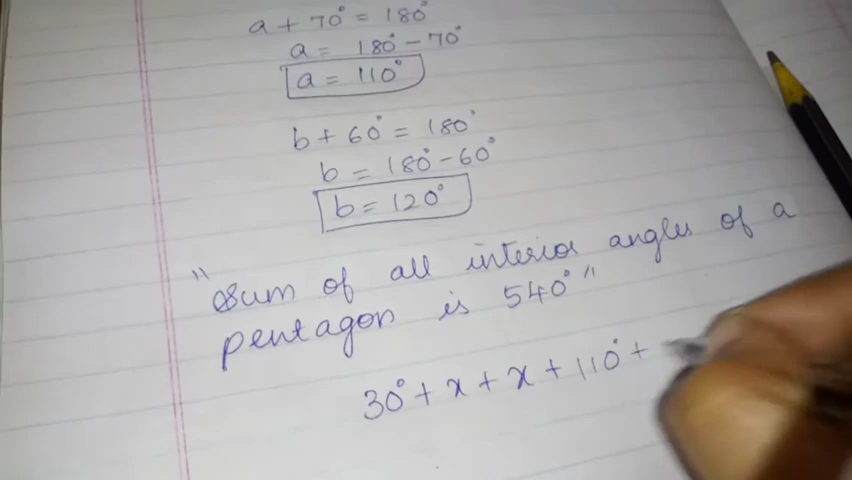 a + 70° = 180°
a = 180° - 70°
a = 110°
b + 60° = 180°
b = 180° - 60°
b = 120°
"Sum of all interior angles of a
pentagon is 540°"
30° + x + x + 110° +